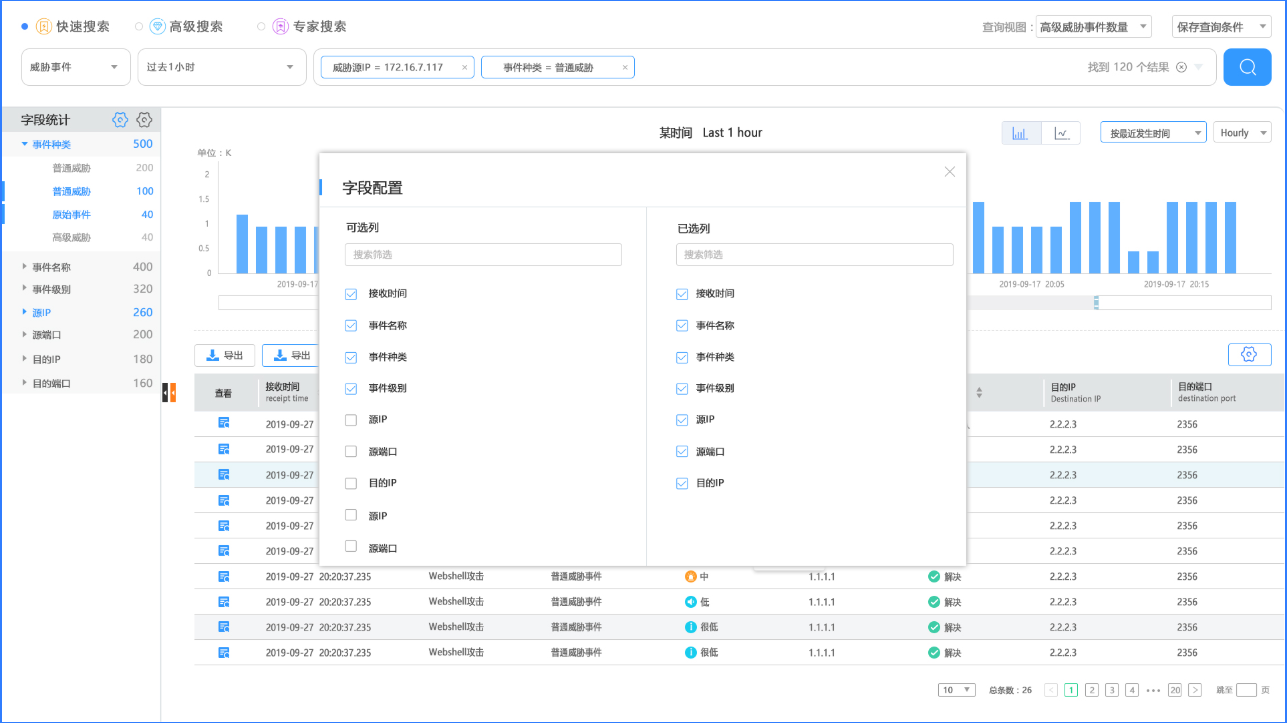 快速搜索 高级搜索 专家搜索 查询视图： 高级威胁事件数量 保存查询条件
威胁事件 过去1小时 威胁源IP = 172.16.7.117 × 事件种类 = 普通威胁 × 找到 120 个结果
字段统计
事件种类 500
普通威胁 200
普通威胁 100
原始事件 40
高级威胁 40
事件名称 400
事件级别 320
源IP 260
源端口 200
目的IP 180
目的端口 160
某时间 Last 1 hour 按最近发生时间 Hourly
单位：K
2
1.5
1
0.5
0
2019-09-17 2019-09-17 20:05 2019-09-17 20:15
字段配置
可选列
搜索筛选
接收时间
事件名称
事件种类
事件级别
源IP
源端口
目的IP
源IP
源端口
已选列
搜索筛选
接收时间
事件名称
事件种类
事件级别
源IP
源端口
目的IP
导出 导出
查看 接收时间 目的IP 目的端口
receipt time Destination IP destination port
2019-09-27 2.2.2.3 2356
2019-09-27 2.2.2.3 2356
2019-09-27 2.2.2.3 2356
2019-09-27 2.2.2.3 2356
2019-09-27 2.2.2.3 2356
2019-09-27 2.2.2.3 2356
2019-09-27 20:20:37.235 Webshell攻击 普通威胁事件 中 1.1.1.1 解决 2.2.2.3 2356
2019-09-27 20:20:37.235 Webshell攻击 普通威胁事件 低 1.1.1.1 解决 2.2.2.3 2356
2019-09-27 20:20:37.235 Webshell攻击 普通威胁事件 很低 1.1.1.1 解决 2.2.2.3 2356
2019-09-27 20:20:37.235 Webshell攻击 普通威胁事件 很低 1.1.1.1 解决 2.2.2.3 2356
10 总条数：26 < 1 2 3 4 ••• 20 > 跳至 页